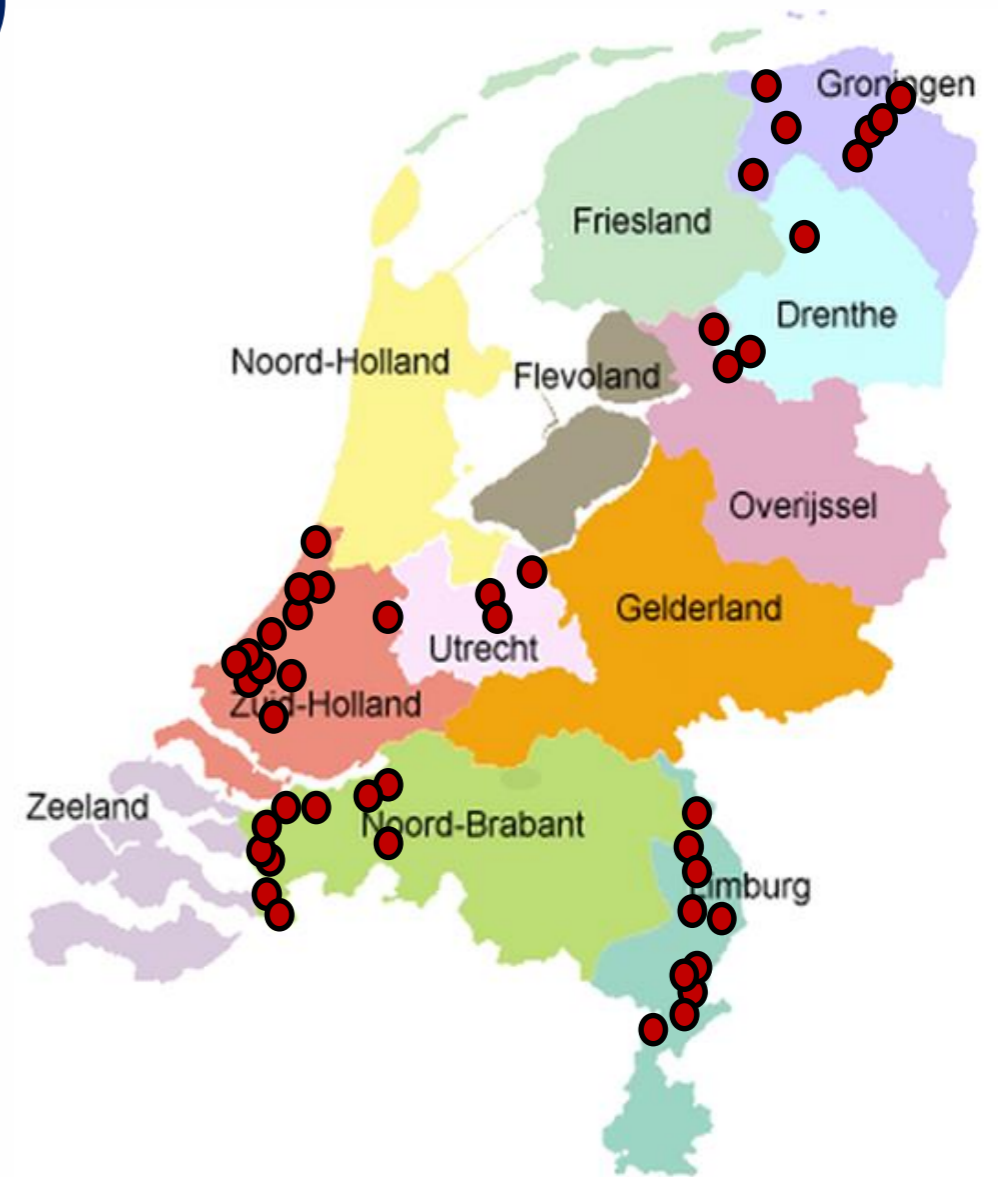 Groningen
Friesland
Drenthe
Noord-Holland
Flevoland
Overijssel
Gelderland
Utrecht
Zuid-Holland
Zeeland
Noord-Brabant
Limburg